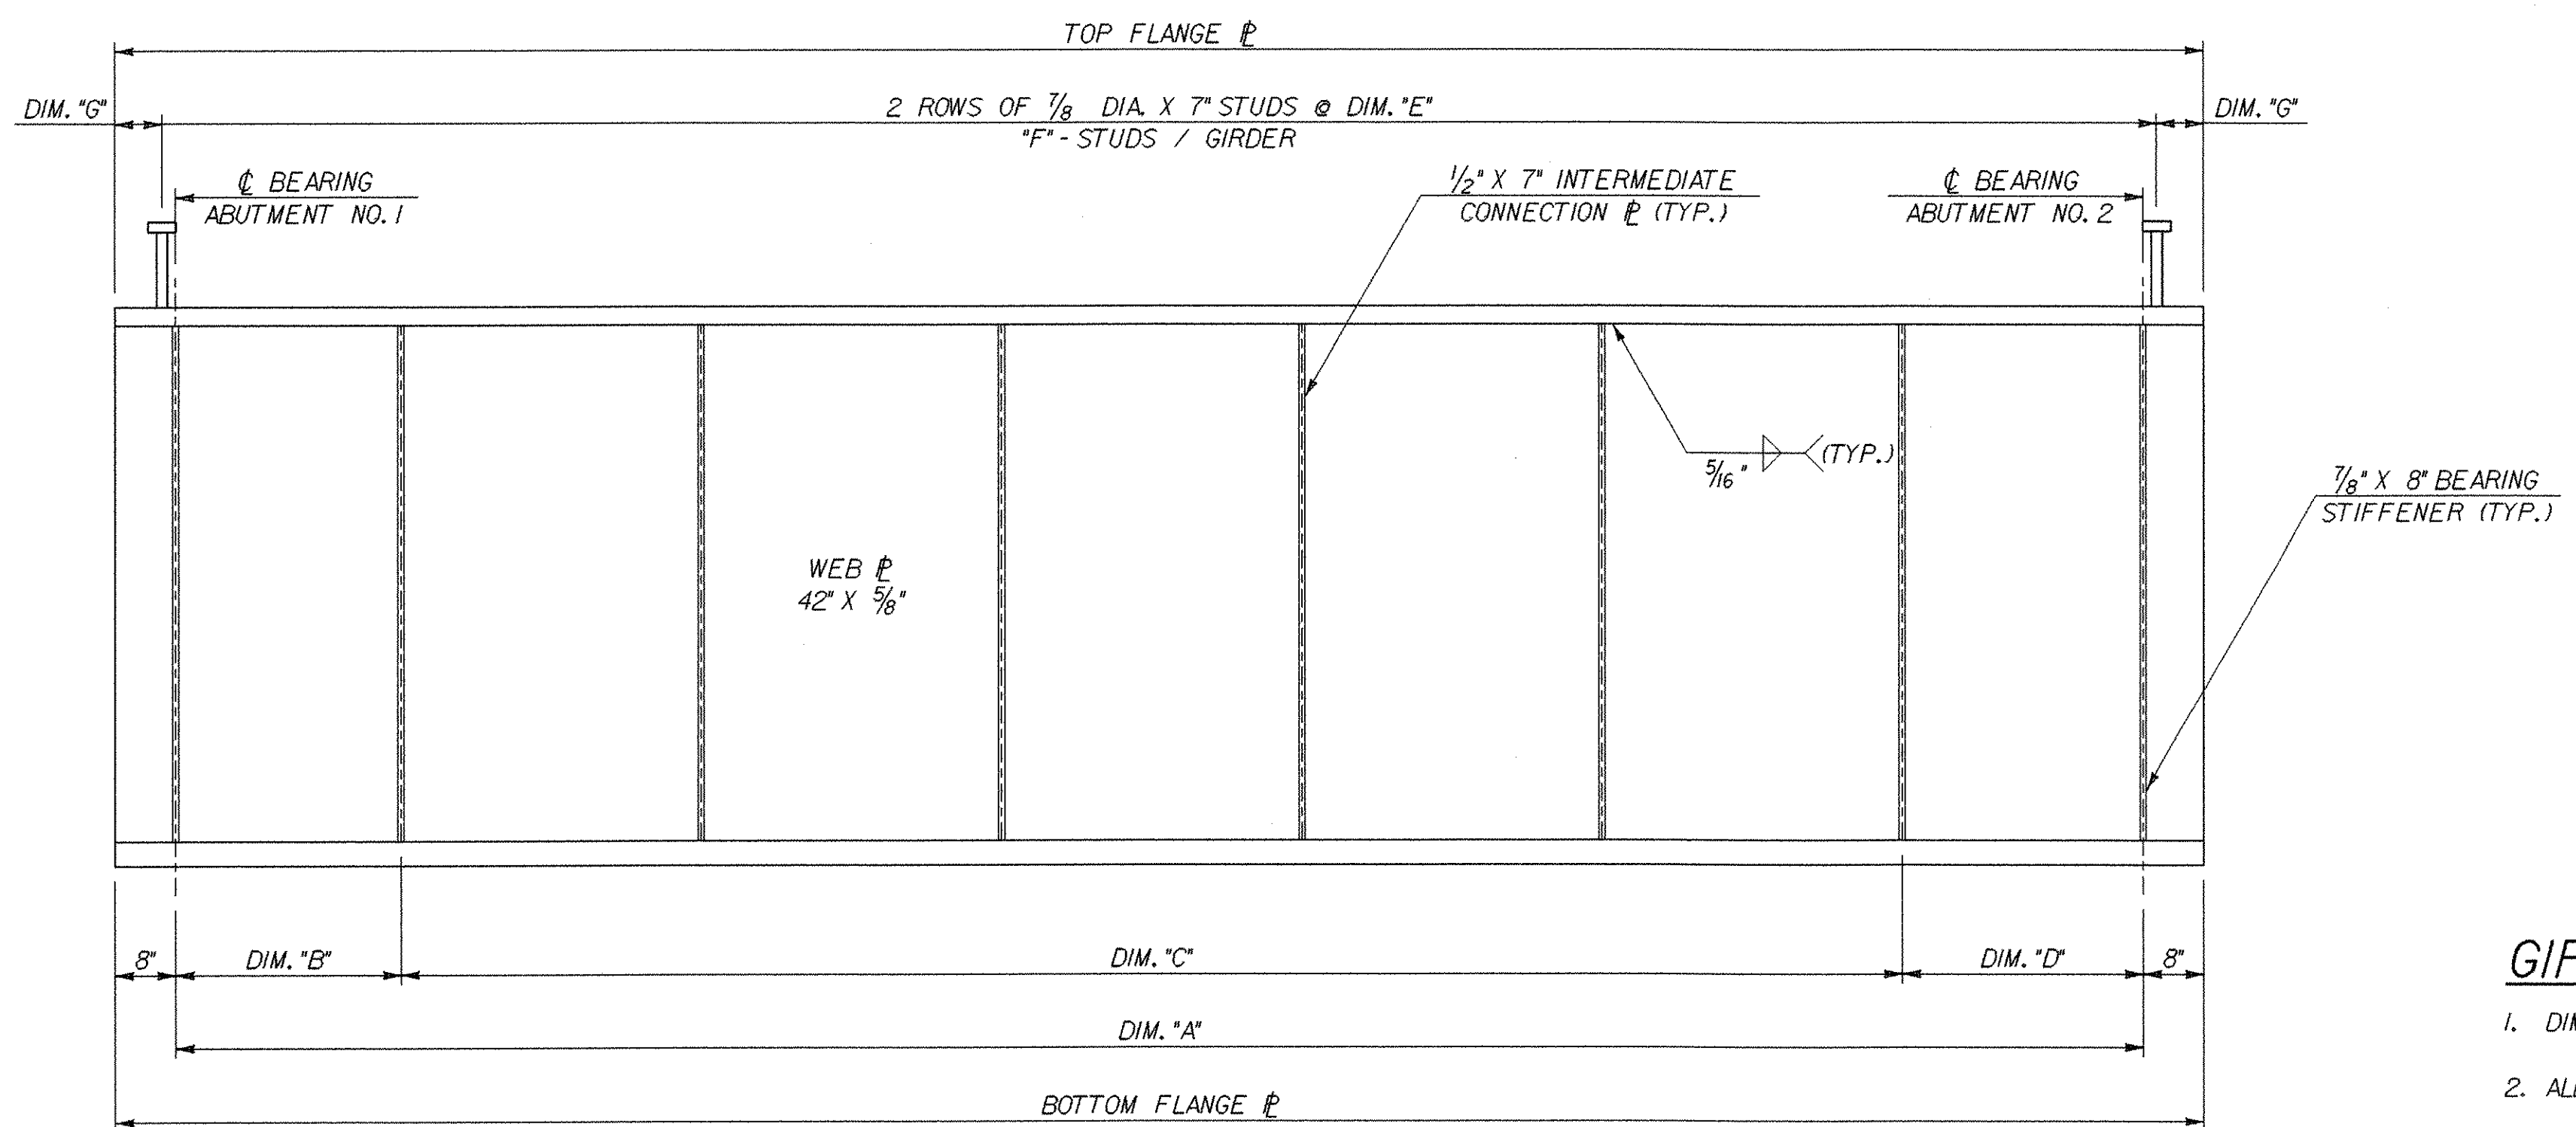 TOP FLANGE ℙ
DIM. "G"
2 ROWS OF 7/8 DIA. X 7" STUDS @ DIM. "E"
DIM. "G"
"F" - STUDS / GIRDER
℄ BEARING
ABUTMENT NO. 1
1/2" X 7" INTERMEDIATE
CONNECTION ℙ (TYP.)
℄ BEARING
ABUTMENT NO. 2
5/16" (TYP.)
7/8" X 8" BEARING
STIFFENER (TYP.)
WEB ℙ
42" X 5/8"
8" DIM. "B" DIM. "C" DIM. "D" 8"
DIM. "A"
BOTTOM FLANGE ℙ
1.
2.